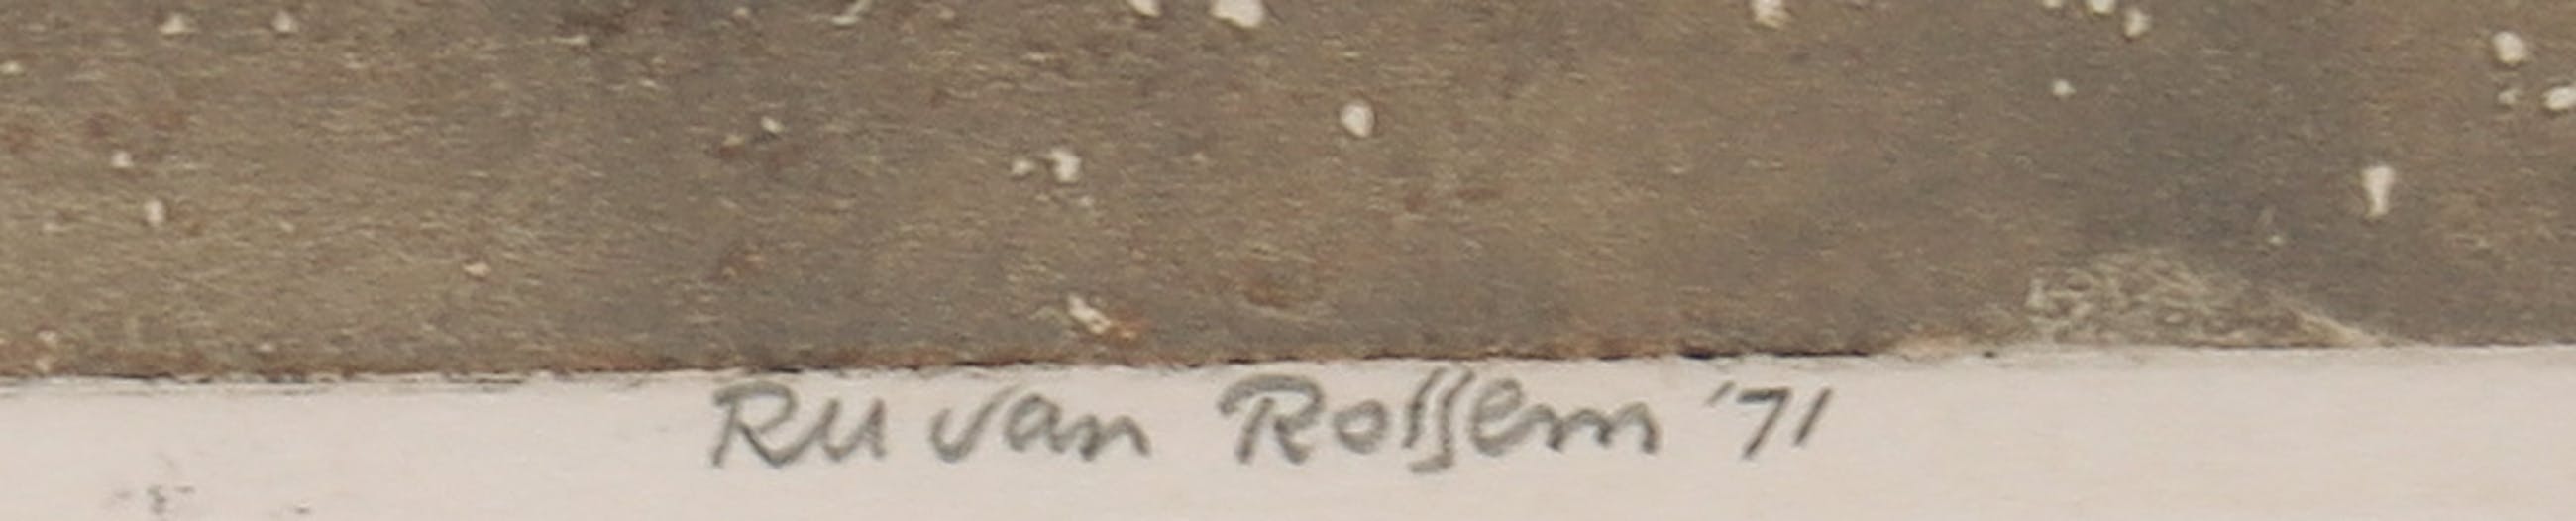 Ru van Rossem '71